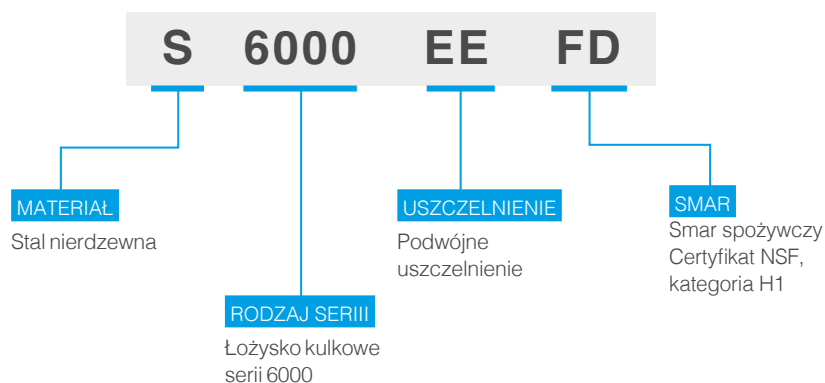 S 6000 EE FD
MATERIAŁ
Stal nierdzewna
RODZAJ SERIII
Łożysko kulkowe
serii 6000
USZCZELNIENIE
Podwójne
uszczelnienie
SMAR
Smar spożywczy
Certyfikat NSF,
kategoria H1